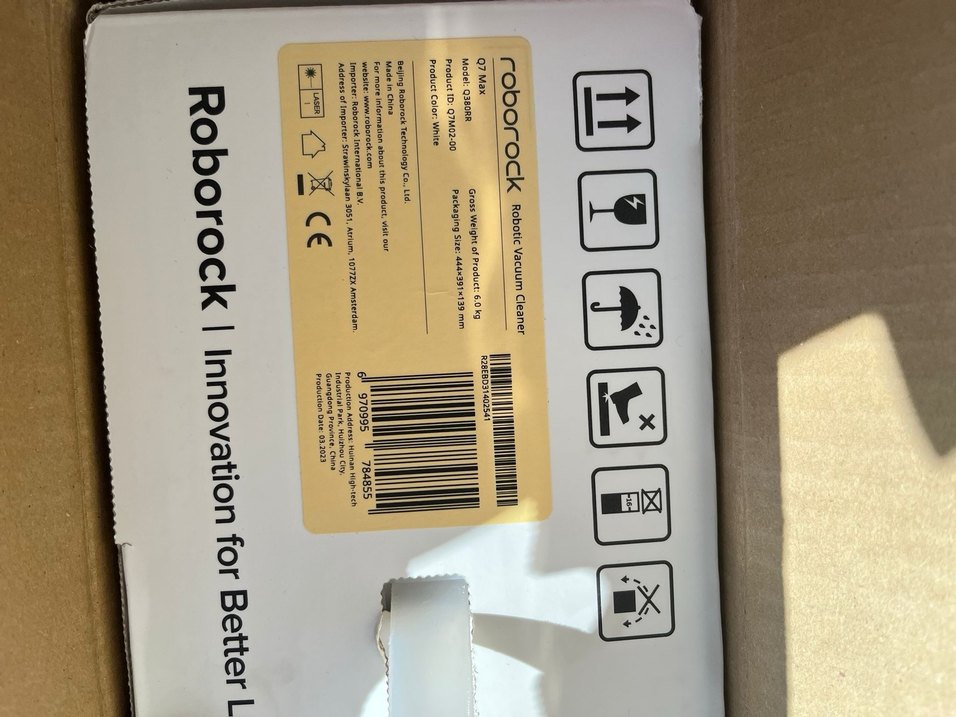 roborock Robotic Vacuum Cleaner
Q7 Max
Model: Q380RR
Product ID: Q7M02-00
Product Color: White
Gross Weight of Product: 6.0 kg
Packaging Size: 444×391×139 mm
Beijing Roborock Technology Co., Ltd.
Made in China
For more information about this product, visit our
website: www.roborock.com
Importer: Roborock International B.V.
Address of Importer: Strawinskylaan 3051, Atrium, 1077ZX Amsterdam.
LASER
1
CE
R28EBD31402541
6 970995 784855
Production Address: Huinan High-tech
Industrial Park, Huizhou City,
Guangdong Province, China
Production Date: 03.2023
Roborock | Innovation for Better L